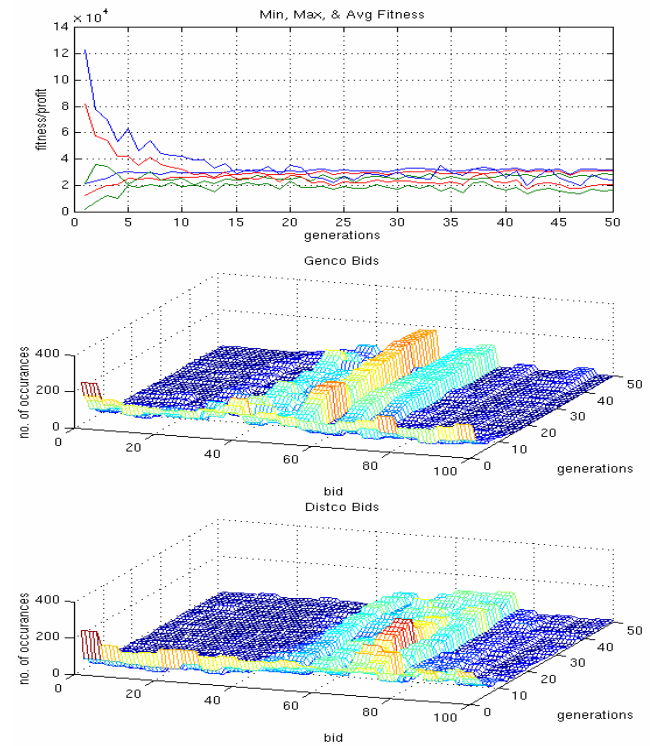 Min, Max, & Avg Fitness
× 10⁴
14
12
10
8
6
4
2
0
fitness/profit
0 5 10 15 20 25 30 35 40 45 50
generations
Genco Bids
400
200
0
no. of occurances
0 20 40 60 80 100
bid
0 10 20 30 40 50
generations
Distco Bids
400
200
0
no. of occurances
0 20 40 60 80 100
bid
0 10 20 30 40 50
generations